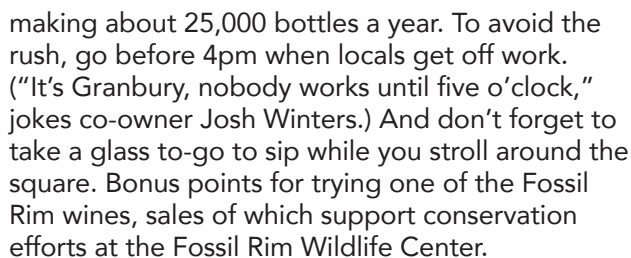 making about 25,000 bottles a year. To avoid the
rush, go before 4pm when locals get off work.
(“It’s Granbury, nobody works until five o’clock,”
jokes co-owner Josh Winters.) And don’t forget to
take a glass to-go to sip while you stroll around the
square. Bonus points for trying one of the Fossil
Rim wines, sales of which support conservation
efforts at the Fossil Rim Wildlife Center.